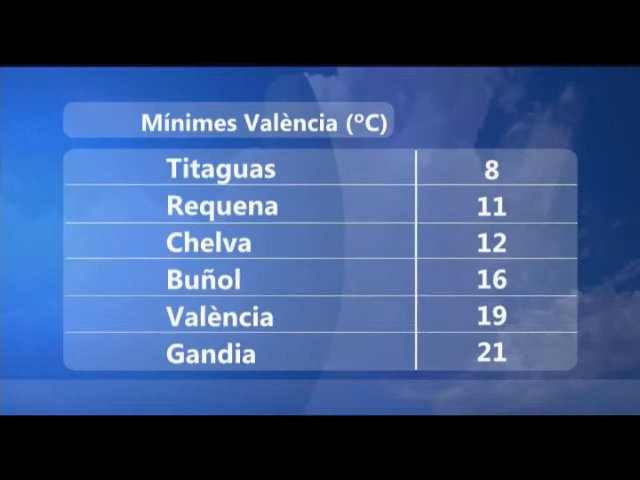 Mínimes València (ºC)
Titaguas 8
Requena 11
Chelva 12
Buñol 16
València 19
Gandia 21